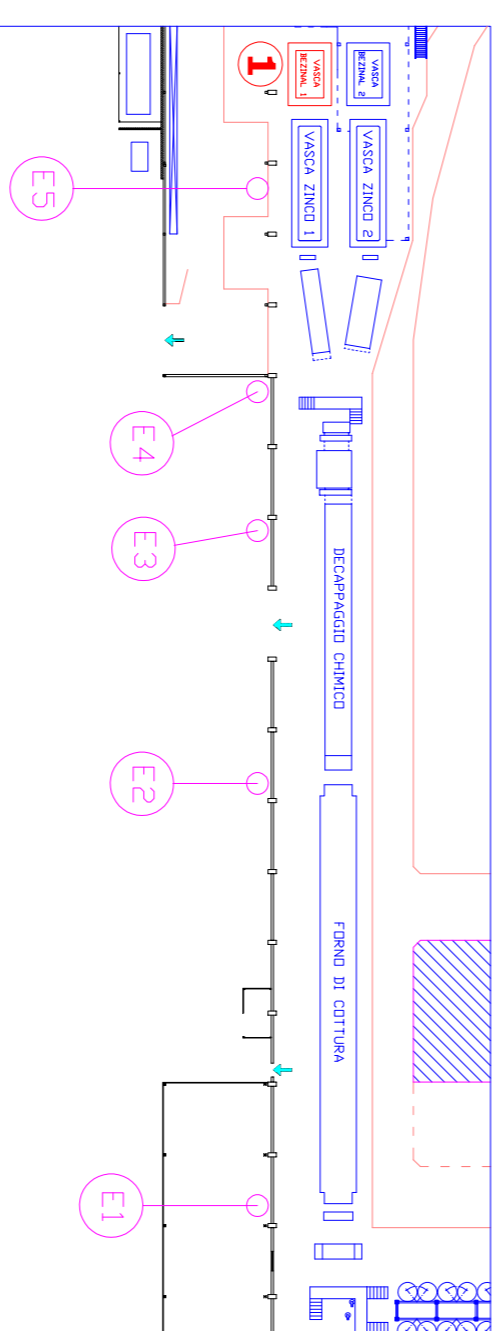 1
VASCA
BEZINAL 1
VASCA
BEZINAL 2
VASCA ZINCO 1
VASCA ZINCO 2
E5
E4
E3
DECAPPAGGIO CHIMICO
E2
FORNO DI COTTURA
E1